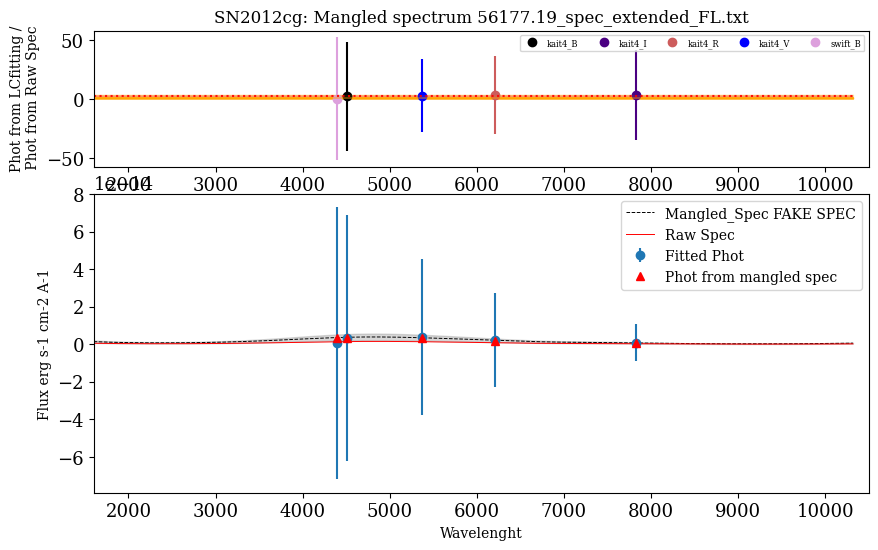 SN2012cg: Mangled spectrum 56177.19_spec_extended_FL.txt
Phot from LCfitting /
Phot from Raw Spec
50
0
−50
kait4_B kait4_I kait4_R kait4_V swift_B
2000 3000 4000 5000 6000 7000 8000 9000 10000
1e−14
Flux erg s-1 cm-2 A-1
8
6
4
2
0
−2
−4
−6
Mangled_Spec FAKE SPEC
Raw Spec
Fitted Phot
Phot from mangled spec
2000 3000 4000 5000 6000 7000 8000 9000 10000
Wavelenght